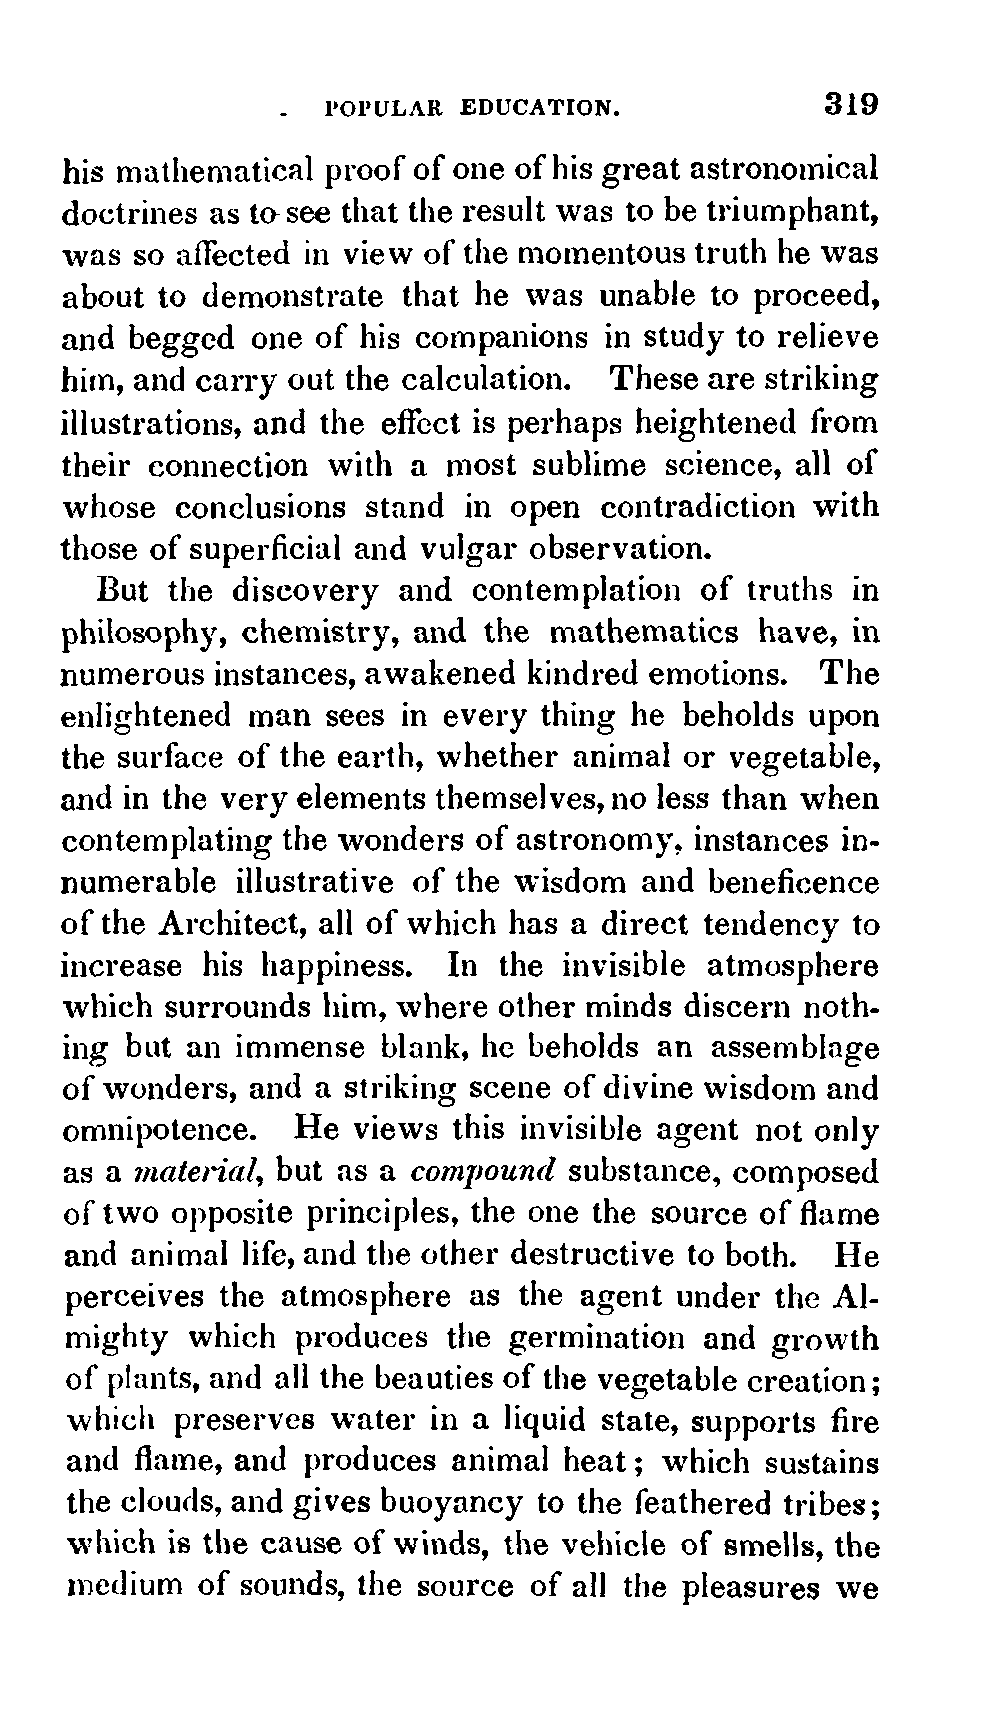 POPULAR EDUCATION. 319
his mathematical proof of one of his great astronomical
doctrines as to see that the result was to be triumphant,
was so affected in view of the momentous truth he was
about to demonstrate that he was unable to proceed,
and begged one of his companions in study to relieve
him, and carry out the calculation. These are striking
illustrations, and the effect is perhaps heightened from
their connection with a most sublime science, all of
whose conclusions stand in open contradiction with
those of superficial and vulgar observation.
But the discovery and contemplation of truths in
philosophy, chemistry, and the mathematics have, in
numerous instances, awakened kindred emotions. The
enlightened man sees in every thing he beholds upon
the surface of the earth, whether animal or vegetable,
and in the very elements themselves, no less than when
contemplating the wonders of astronomy, instances in-
numerable illustrative of the wisdom and beneficence
of the Architect, all of which has a direct tendency to
increase his happiness. In the invisible atmosphere
which surrounds him, where other minds discern noth-
ing but an immense blank, he beholds an assemblage
of wonders, and a striking scene of divine wisdom and
omnipotence. He views this invisible agent not only
as a material, but as a compound substance, composed
of two opposite principles, the one the source of flame
and animal life, and the other destructive to both. He
perceives the atmosphere as the agent under the Al-
mighty which produces the germination and growth
of plants, and all the beauties of the vegetable creation;
which preserves water in a liquid state, supports fire
and flame, and produces animal heat; which sustains
the clouds, and gives buoyancy to the feathered tribes;
which is the cause of winds, the vehicle of smells, the
medium of sounds, the source of all the pleasures we